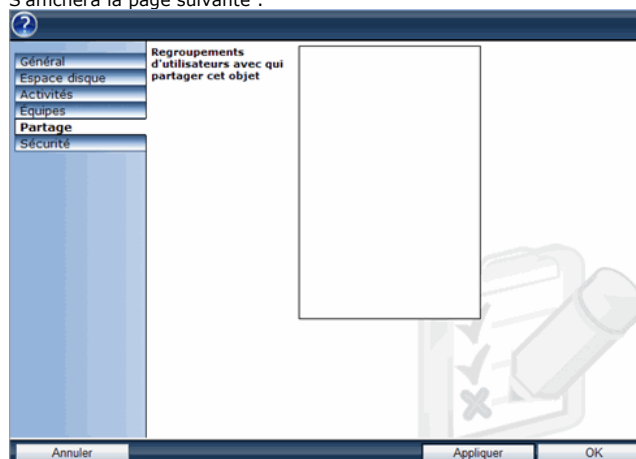 S'affichera la page suivante :
?
Général
Espace disque
Activités
Équipes
Partage
Sécurité
Regroupements
d'utilisateurs avec qui
partager cet objet
Annuler
Appliquer
OK